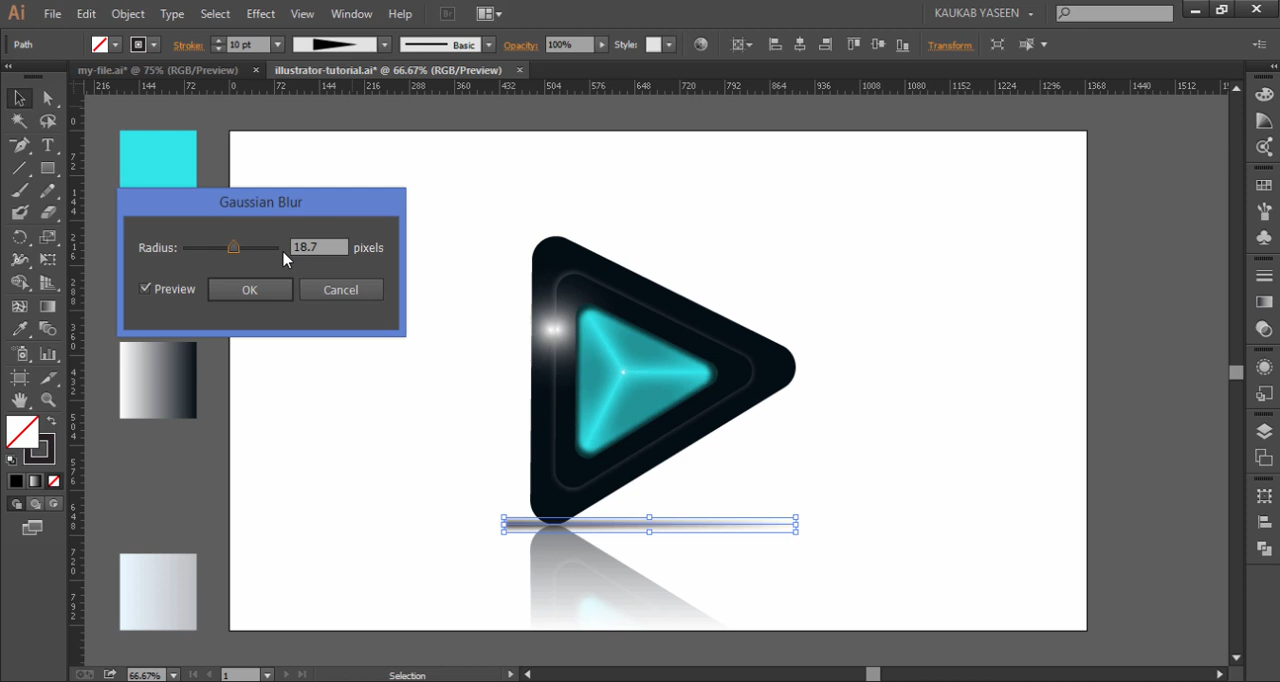 Ai File Edit Object Type Select Effect View Window Help Br KAUKAB YASEEN
Path Stroke: 10 pt Basic Opacity: 100% Style: Transform
my-file.ai* @ 75% (RGB/Preview) × illustrator-tutorial.ai* @ 66.67% (RGB/Preview) ×
216 144 72 0 72 144 216 288 360 432 504 576 648 720 792 864 936 1008 1080 1152 1224 1296 1368 1440 1512
Gaussian Blur
Radius: 18.7 pixels
Preview OK Cancel
66.67% 1 Selection